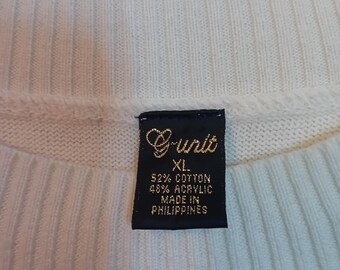 G-unit
XL
52% COTTON
48% ACRYLIC
MADE IN
PHILIPPINES